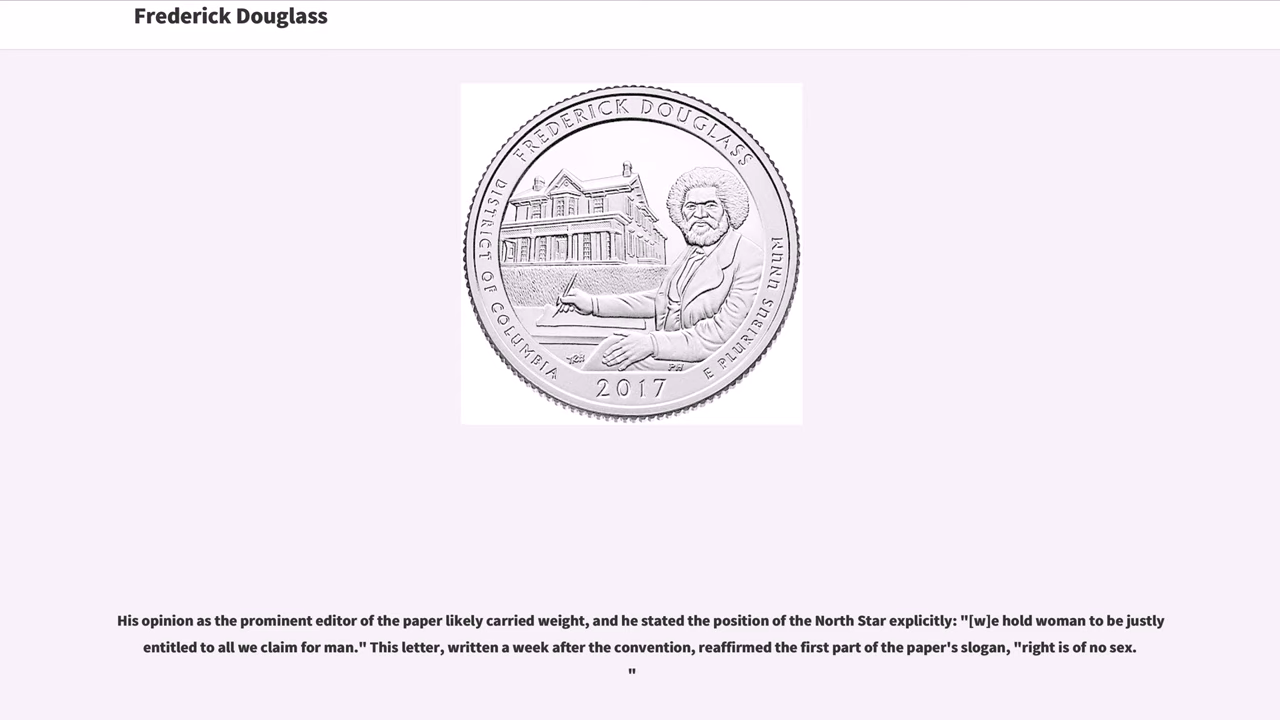 Frederick Douglass
FREDERICK DOUGLASS
DISTRICT OF COLUMBIA
E PLURIBUS UNUM
2017
His opinion as the prominent editor of the paper likely carried weight, and he stated the position of the North Star explicitly: "[w]e hold woman to be justly
entitled to all we claim for man." This letter, written a week after the convention, reaffirmed the first part of the paper's slogan, "right is of no sex.
"